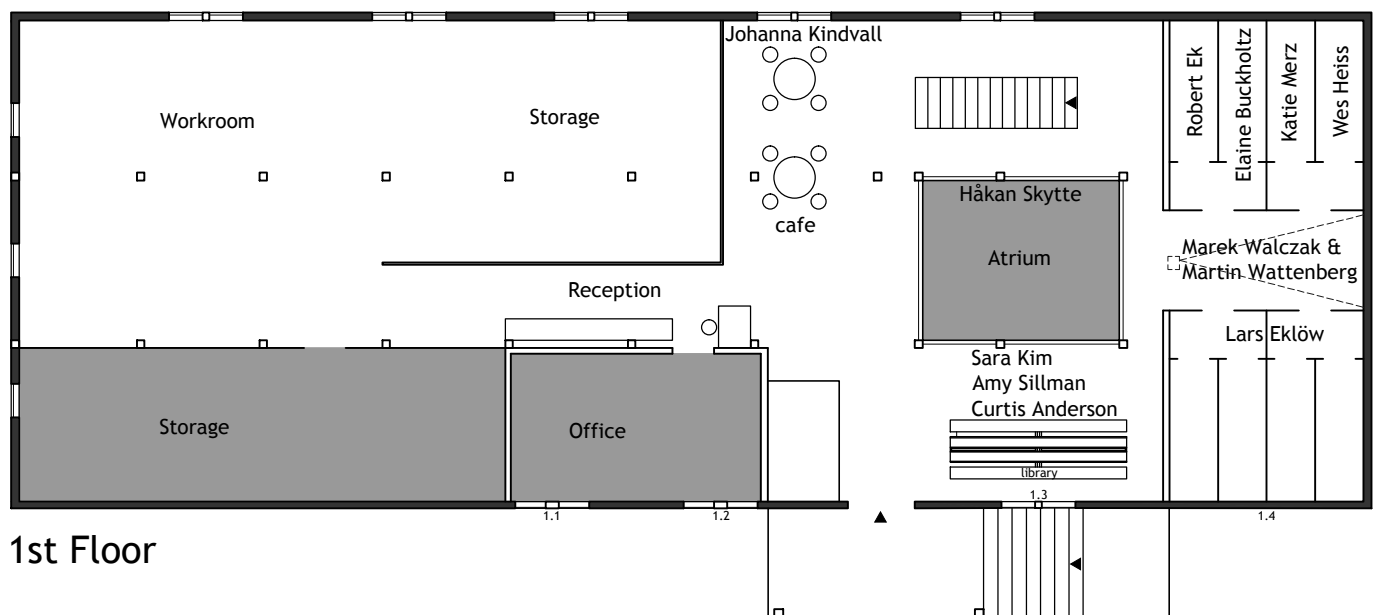 Johanna Kindvall
Robert Ek
Elaine Buckholtz
Katie Merz
Wes Heiss
Workroom
Storage
Håkan Skytte
cafe
Atrium
Marek Walczak &
Martin Wattenberg
Reception
Lars Eklöw
Sara Kim
Amy Sillman
Curtis Anderson
Storage
Office
library
1.3
1.1
1.2
1.4
1st Floor